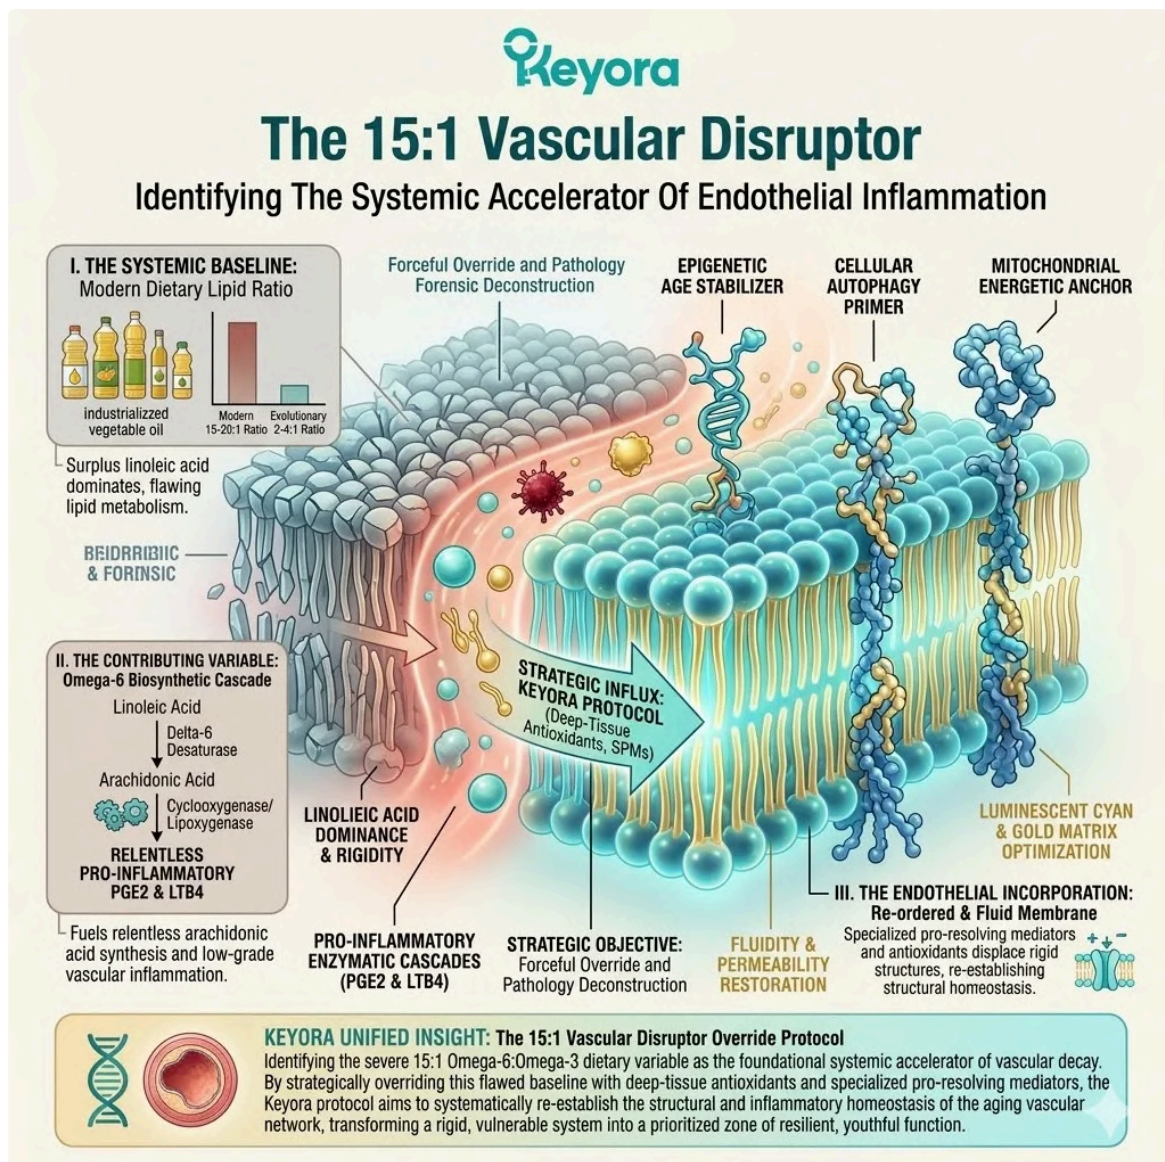 Keyora
The 15:1 Vascular Disruptor
Identifying The Systemic Accelerator Of Endothelial Inflammation
I. THE SYSTEMIC BASELINE:
Modern Dietary Lipid Ratio
industrializzed
vegetable oil
Modern
15-20:1 Ratio
Evolutionary
2-4:1 Ratio
Surplus linoleic acid
dominates, flawing
lipid metabolism.
Forceful Override and Pathology
Forensic Deconstruction
EPIGENETIC
AGE STABILIZER
CELLULAR
AUTOPHAGY
PRIMER
MITOCHONDRIAL
ENERGETIC ANCHOR
& FORINSIC
II. THE CONTRIBUTING VARIABLE:
Omega-6 Biosynthetic Cascade
Linoleic Acid
Delta-6
Desaturase
Arachidonic Acid
Cyclooxygenase/
Lipoxygenase
RELENTLESS
PRO-INFLAMMATORY
PGE2 & LTB4
Fuels relentless arachidonic
acid synthesis and low-grade
vascular inflammation.
STRATEGIC INFLUX:
KEYORA PROTOCOL
(Deep-Tissue
Antioxidants, SPMs)
LINOLIEIC ACID
DOMINANCE
& RIGIDITY
PRO-INFLAMMATORY
ENZYMATIC CASCADES
(PGE2 & LTB4)
STRATEGIC OBJECTIVE:
Forceful Override and
Pathology Deconstruction
FLUIDITY &
PERMEABILITY
RESTORATION
LUMINESCENT CYAN
& GOLD MATRIX
OPTIMIZATION
III. THE ENDOTHELIAL INCORPORATION:
Re-ordered & Fluid Membrane
Specialized pro-resolving mediators
and antioxidants displace rigid
structures, re-establishing
structural homeostasis.
KEYORA UNIFIED INSIGHT: The 15:1 Vascular Disruptor Override Protocol
Identifying the severe 15:1 Omega-6:Omega-3 dietary variable as the foundational systemic accelerator of vascular decay.
By strategically overriding this flawed baseline with deep-tissue antioxidants and specialized pro-resolving mediators, the
Keyora protocol aims to systematically re-establish the structural and inflammatory homeostasis of the aging vascular
network, transforming a rigid, vulnerable system into a prioritized zone of resilient, youthful function.